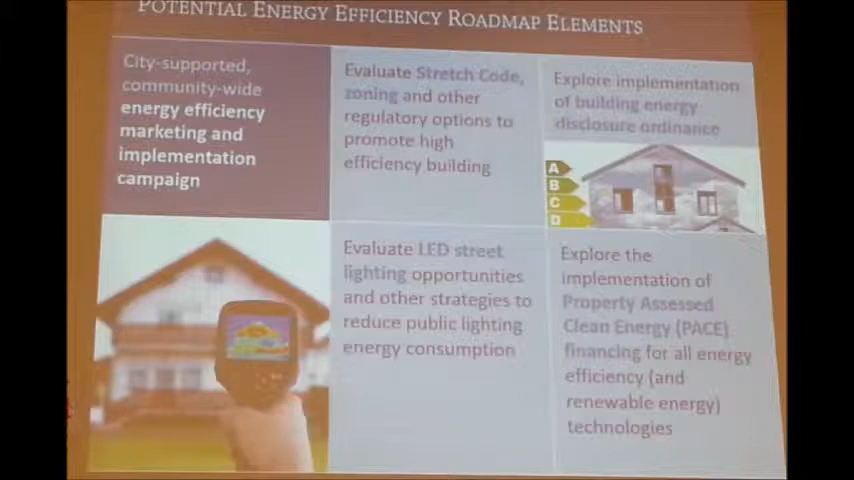 POTENTIAL ENERGY EFFICIENCY ROADMAP ELEMENTS
City-supported,
community-wide
energy efficiency
marketing and
implementation
campaign
Evaluate Stretch Code,
zoning and other
regulatory options to
promote high
efficiency building
Explore implementation
of building energy
disclosure ordinance
A
B
C
D
Evaluate LED street
lighting opportunities
and other strategies to
reduce public lighting
energy consumption
Explore the
implementation of
Property Assessed
Clean Energy (PACE)
financing for all energy
efficiency (and
renewable energy)
technologies